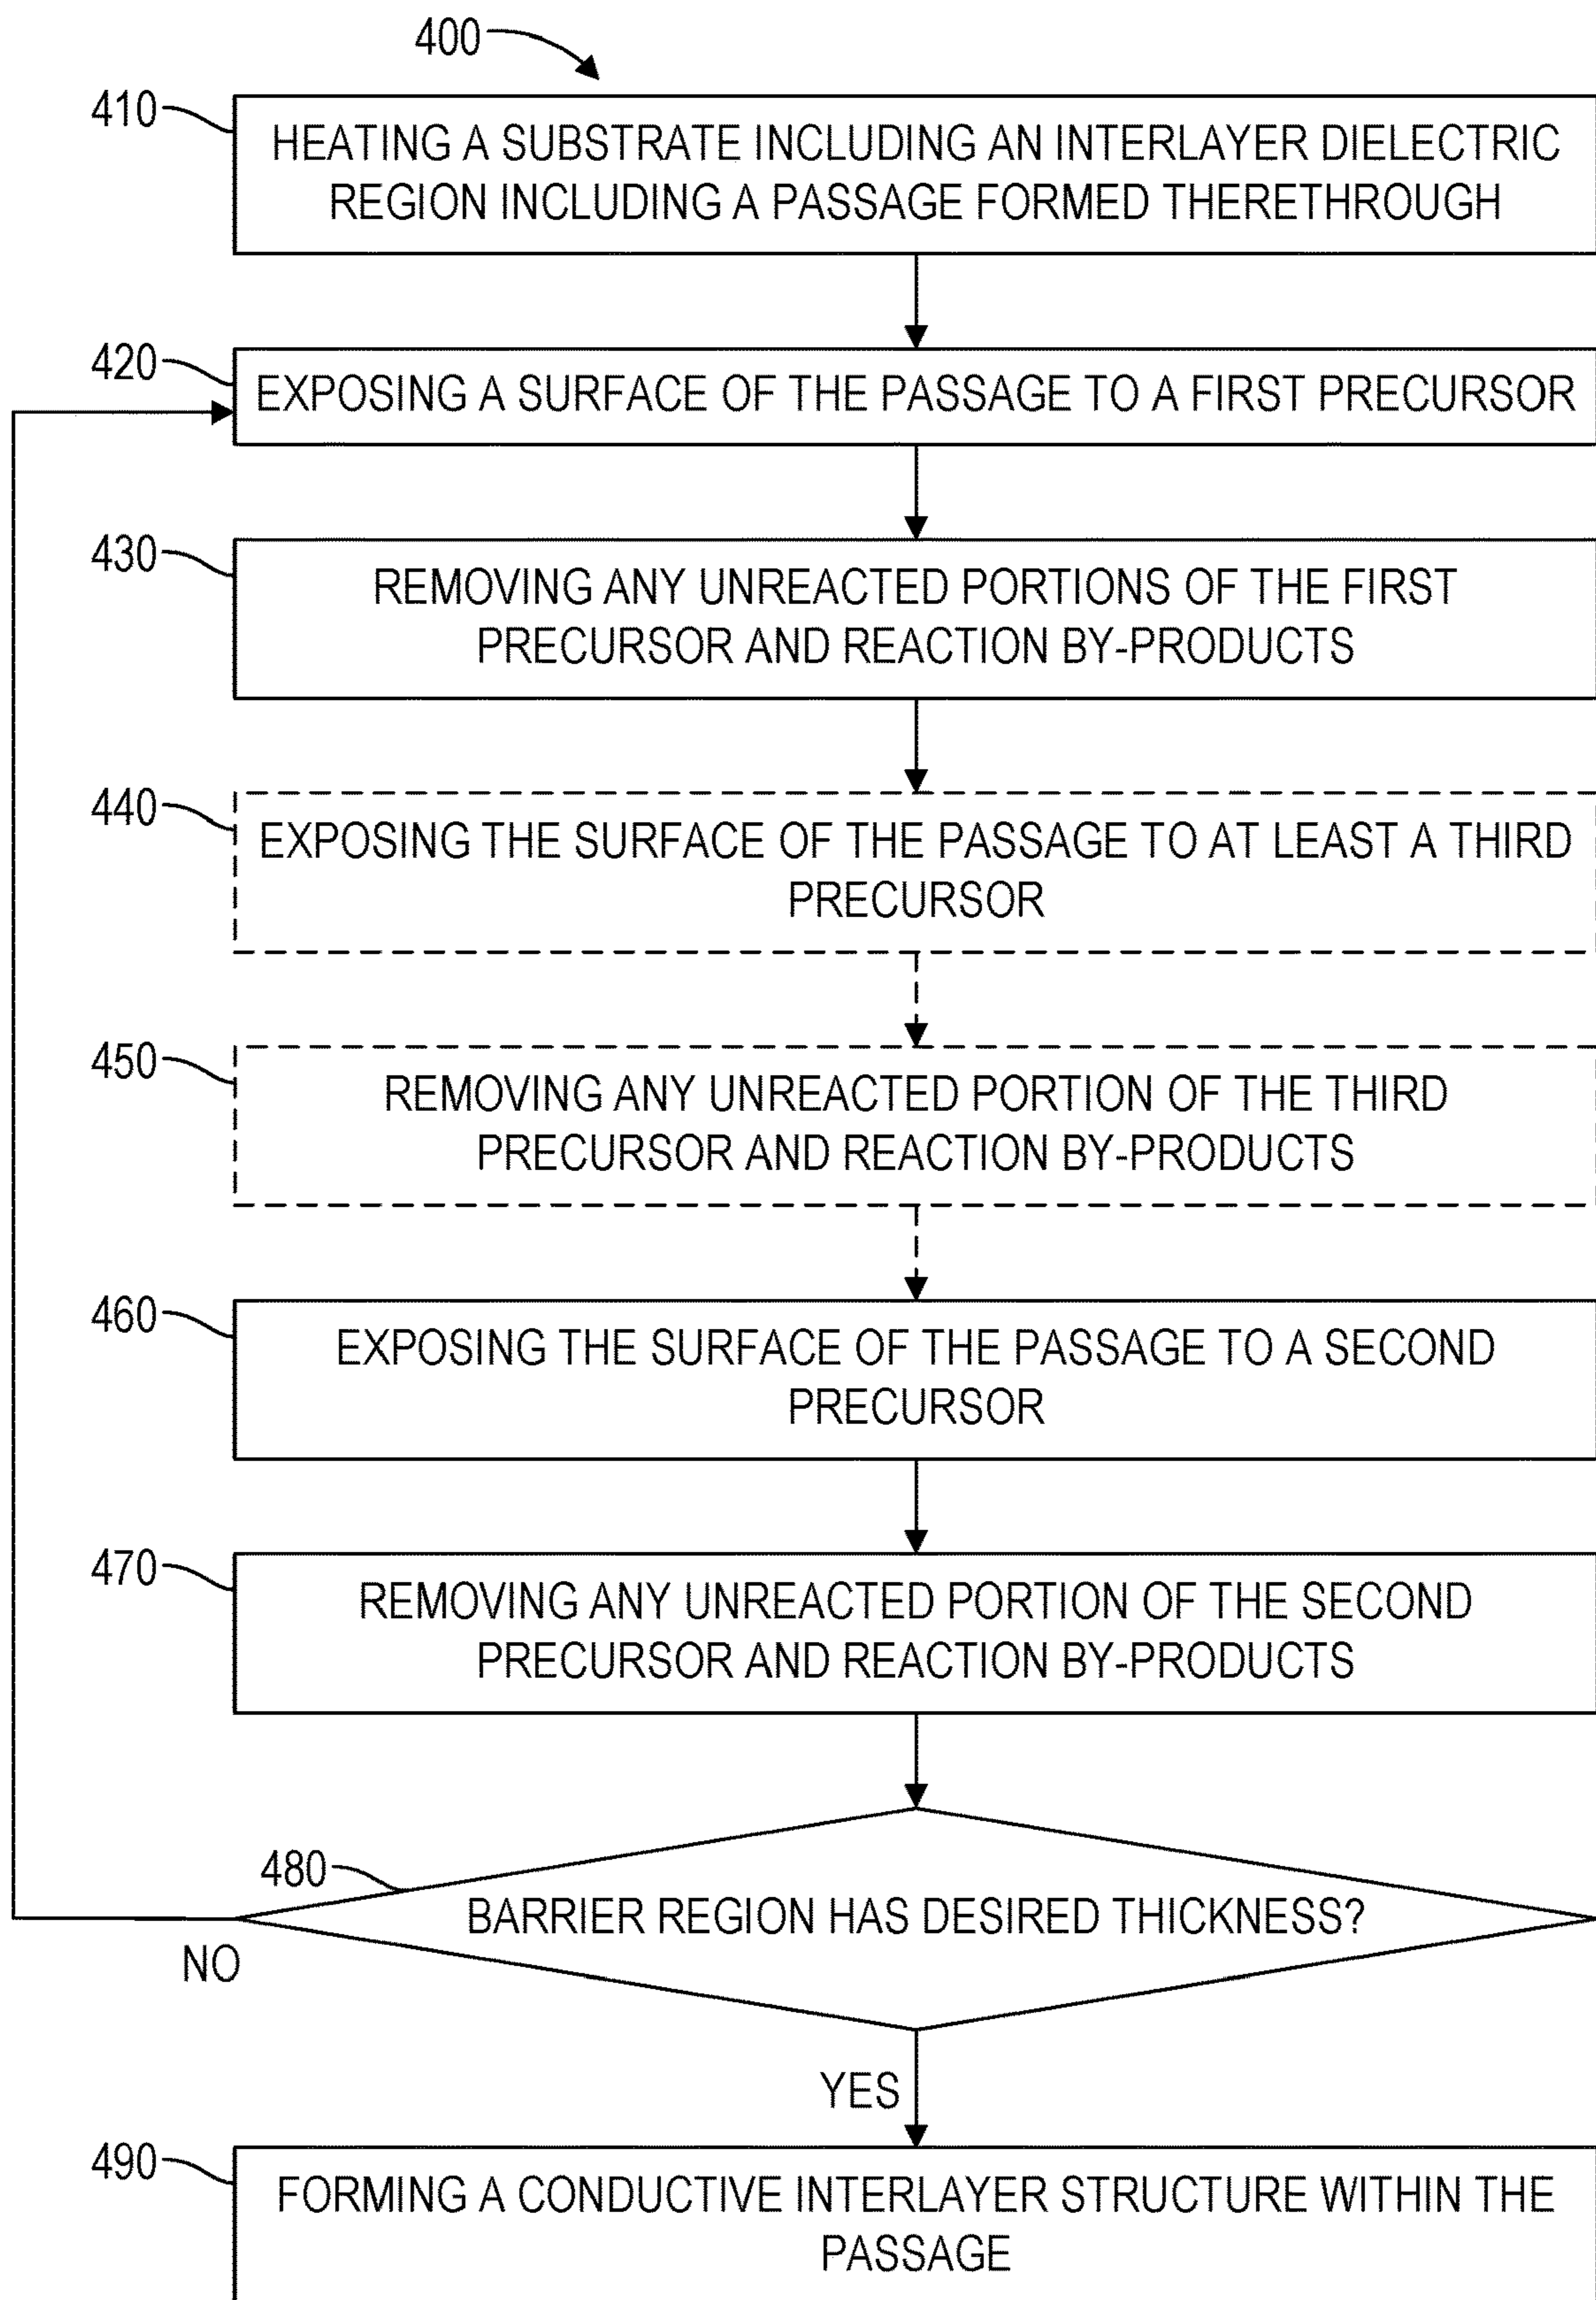 400
410
HEATING A SUBSTRATE INCLUDING AN INTERLAYER DIELECTRIC
REGION INCLUDING A PASSAGE FORMED THERETHROUGH
420
EXPOSING A SURFACE OF THE PASSAGE TO A FIRST PRECURSOR
430
REMOVING ANY UNREACTED PORTIONS OF THE FIRST
PRECURSOR AND REACTION BY-PRODUCTS
440
EXPOSING THE SURFACE OF THE PASSAGE TO AT LEAST A THIRD
PRECURSOR
450
REMOVING ANY UNREACTED PORTION OF THE THIRD
PRECURSOR AND REACTION BY-PRODUCTS
460
EXPOSING THE SURFACE OF THE PASSAGE TO A SECOND
PRECURSOR
470
REMOVING ANY UNREACTED PORTION OF THE SECOND
PRECURSOR AND REACTION BY-PRODUCTS
480
BARRIER REGION HAS DESIRED THICKNESS?
NO
YES
490
FORMING A CONDUCTIVE INTERLAYER STRUCTURE WITHIN THE
PASSAGE